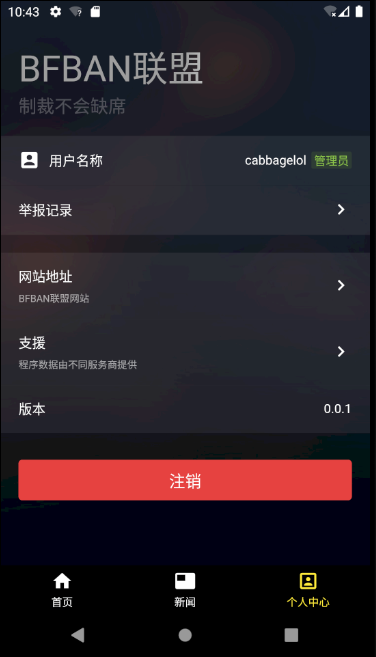 10:43
BFBAN联盟
制裁不会缺席
用户名称 cabbagelol 管理员
举报记录
网站地址
BFBAN联盟网站
支援
程序数据由不同服务商提供
版本 0.0.1
注销
首页 新闻 个人中心